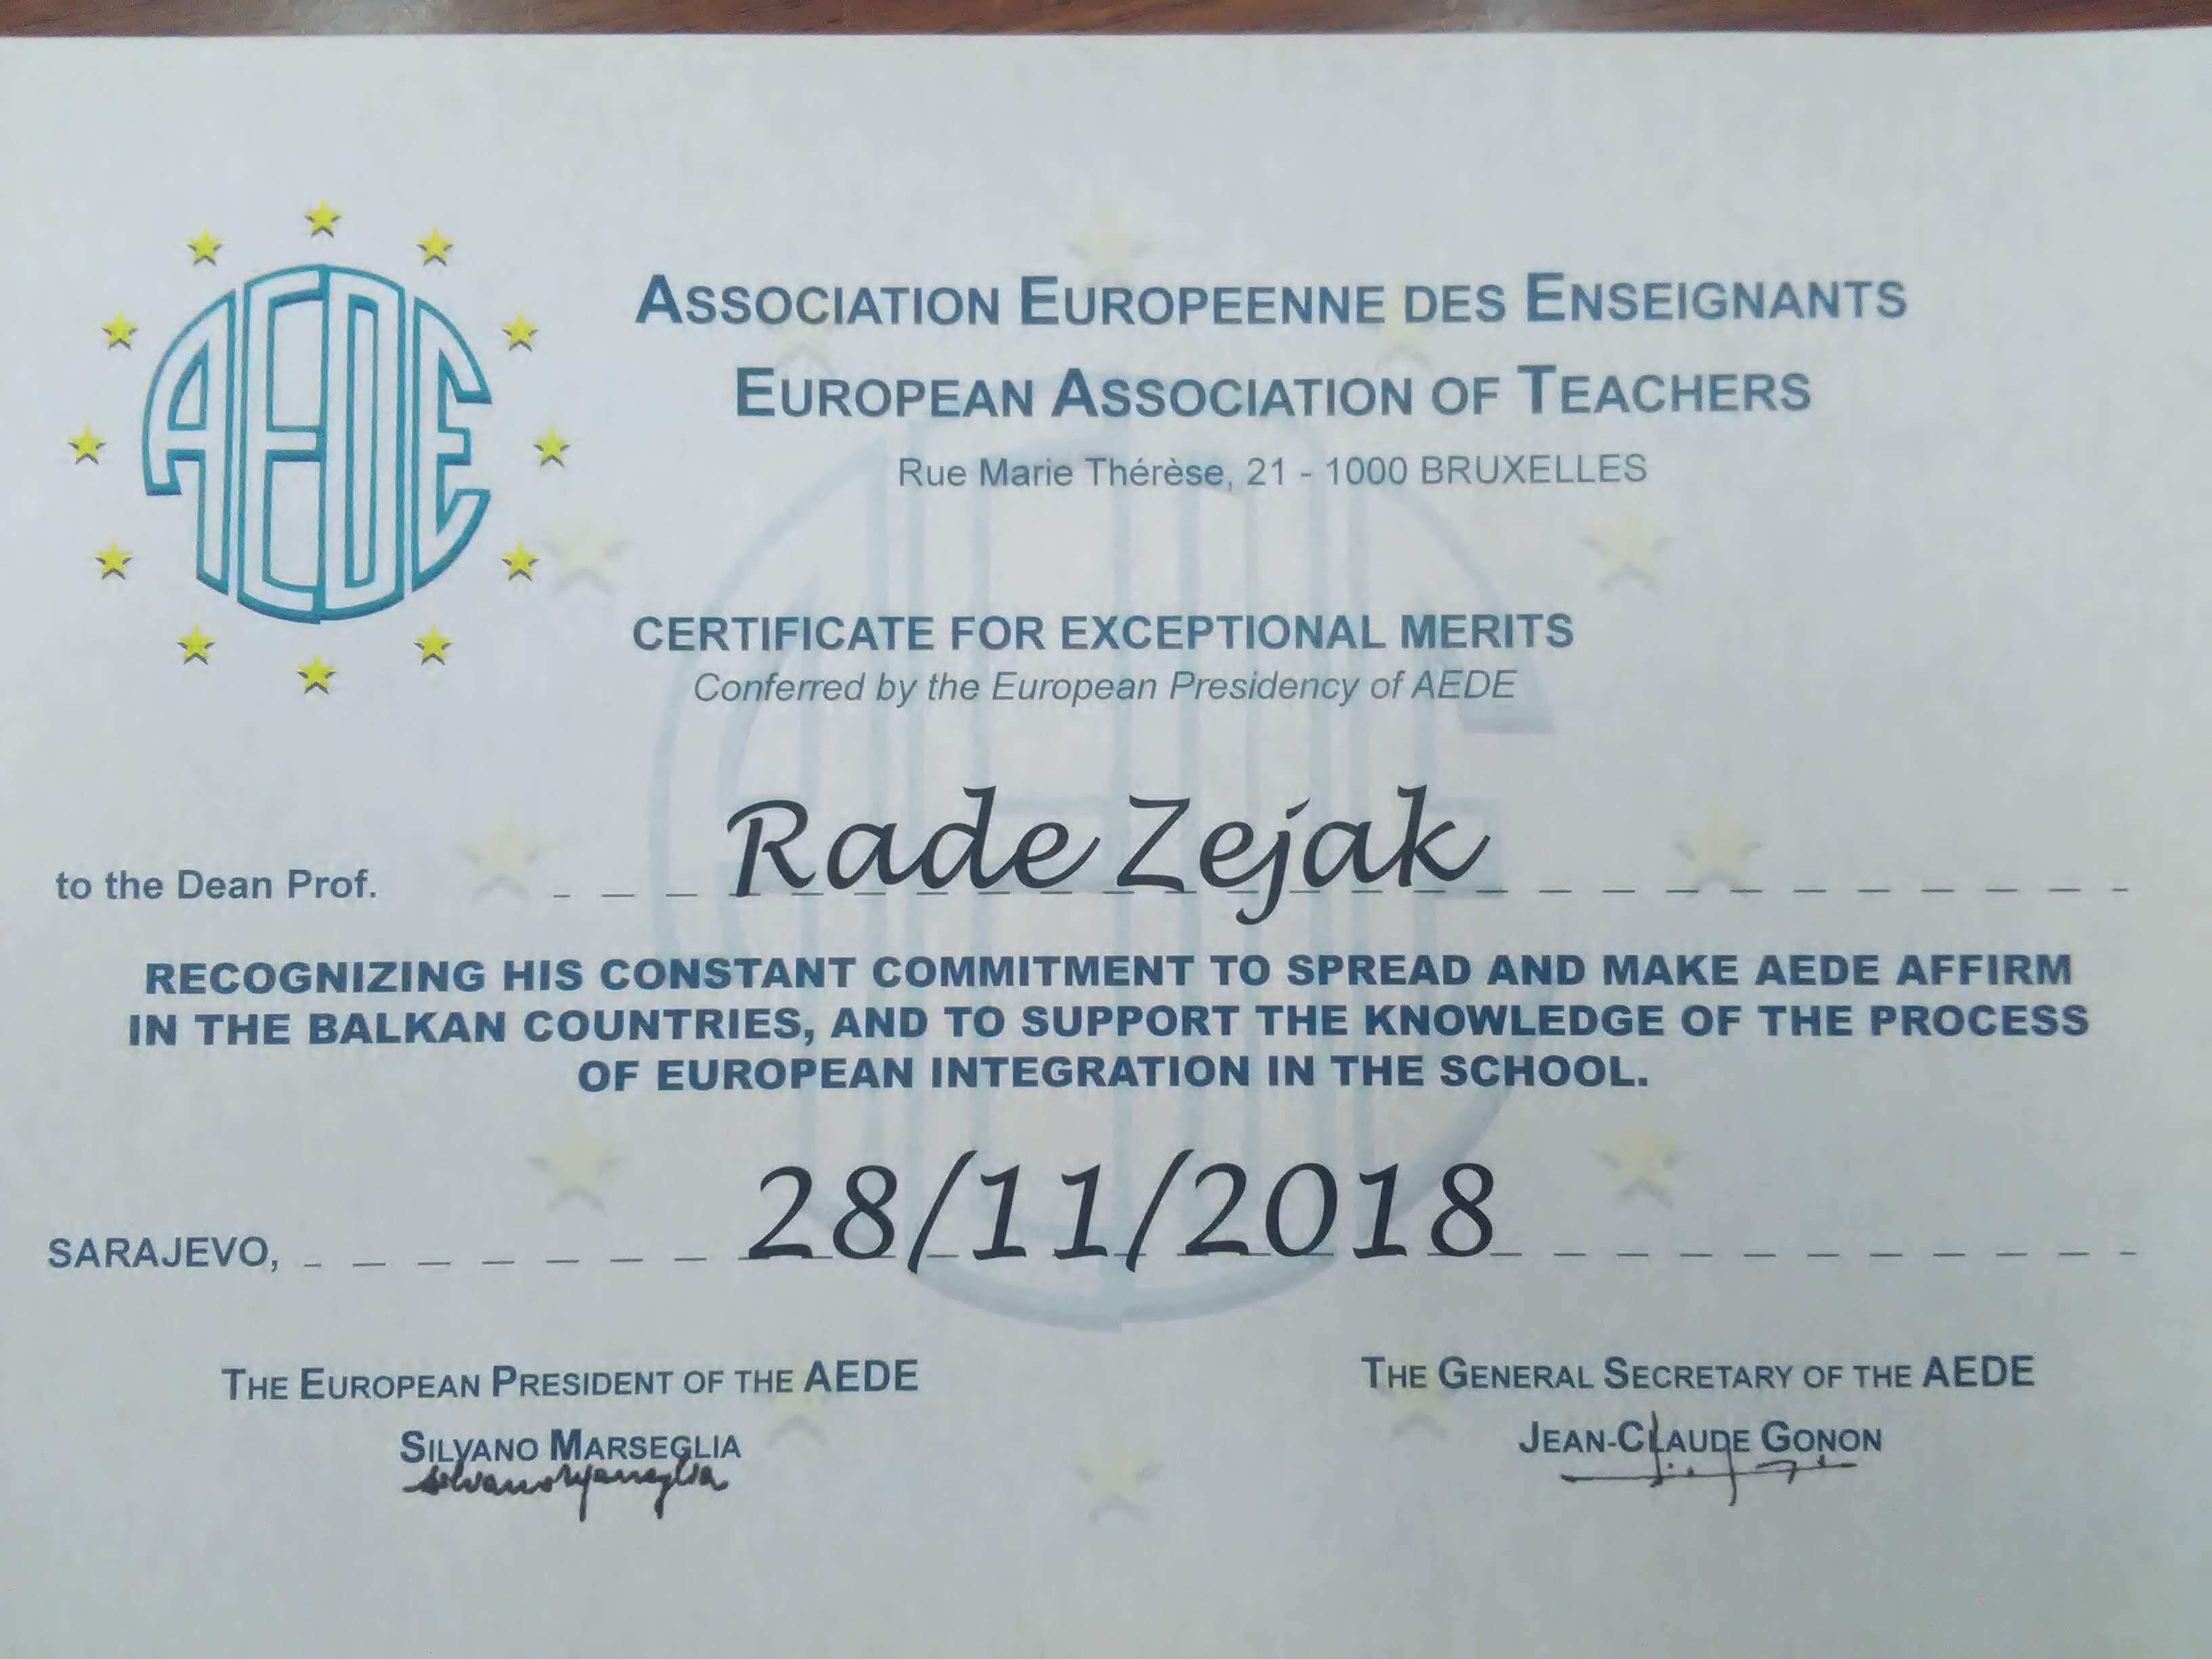 AEDE
ASSOCIATION EUROPEENNE DES ENSEIGNANTS
EUROPEAN ASSOCIATION OF TEACHERS
Rue Marie Thérèse, 21 - 1000 BRUXELLES
CERTIFICATE FOR EXCEPTIONAL MERITS
Conferred by the European Presidency of AEDE
to the Dean Prof. Rade Zejak
RECOGNIZING HIS CONSTANT COMMITMENT TO SPREAD AND MAKE AEDE AFFIRM
IN THE BALKAN COUNTRIES, AND TO SUPPORT THE KNOWLEDGE OF THE PROCESS
OF EUROPEAN INTEGRATION IN THE SCHOOL.
SARAJEVO, 28/11/2018
THE EUROPEAN PRESIDENT OF THE AEDE
SILVANO MARSEGLIA
Silvano Marseglia
THE GENERAL SECRETARY OF THE AEDE
JEAN-CLAUDE GONON